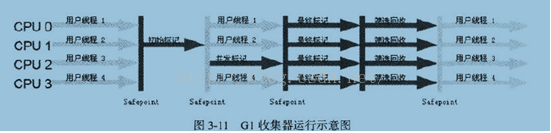 CPU 0 用户线程 1 用户线程 1 最终标记 筛选回收 用户线程 1
CPU 1 用户线程 2 初始标记 用户线程 2 最终标记 筛选回收 用户线程 2
CPU 2 用户线程 3 并发标记 最终标记 筛选回收 用户线程 3
CPU 3 用户线程 4 用户线程 4 最终标记 筛选回收 用户线程 4
Safepoint Safepoint Safepoint Safepoint
图 3-11 G1 收集器运行示意图